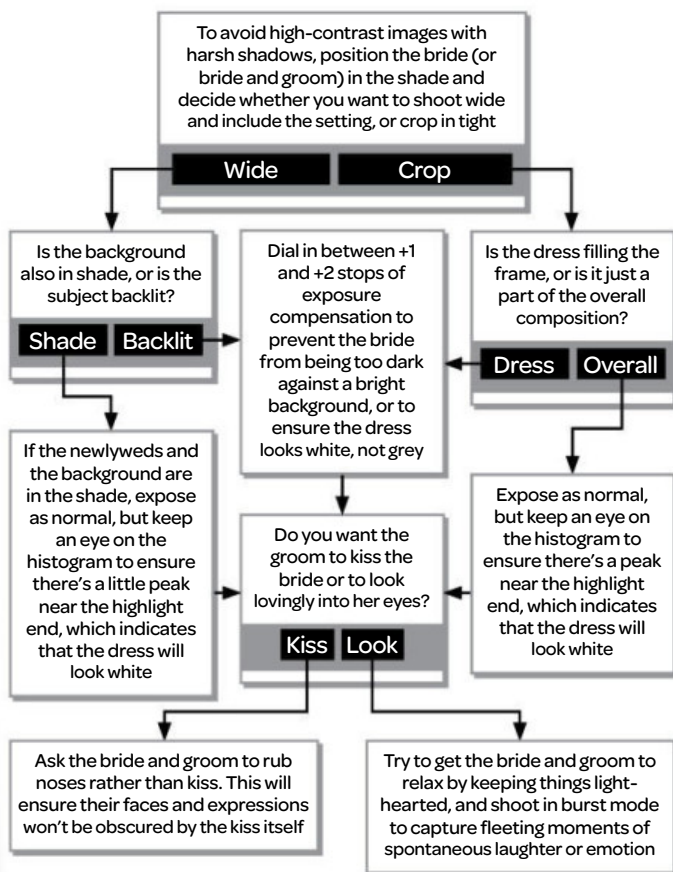 To avoid high-contrast images with
harsh shadows, position the bride (or
bride and groom) in the shade and
decide whether you want to shoot wide
and include the setting, or crop in tight
Wide
Crop
Is the background
also in shade, or is the
subject backlit?
Shade
Backlit
Dial in between +1
and +2 stops of
exposure
compensation to
prevent the bride
from being too dark
against a bright
background, or to
ensure the dress
looks white, not grey
Is the dress filling the
frame, or is it just a
part of the overall
composition?
Dress
Overall
If the newlyweds and
the background are
in the shade, expose
as normal, but keep
an eye on the
histogram to ensure
there's a little peak
near the highlight
end, which indicates
that the dress will
look white
Do you want the
groom to kiss the
bride or to look
lovingly into her eyes?
Kiss
Look
Expose as normal,
but keep an eye on
the histogram to
ensure there's a peak
near the highlight
end, which indicates
that the dress will
look white
Ask the bride and groom to rub
noses rather than kiss. This will
ensure their faces and expressions
won't be obscured by the kiss itself
Try to get the bride and groom to
relax by keeping things light-
hearted, and shoot in burst mode
to capture fleeting moments of
spontaneous laughter or emotion